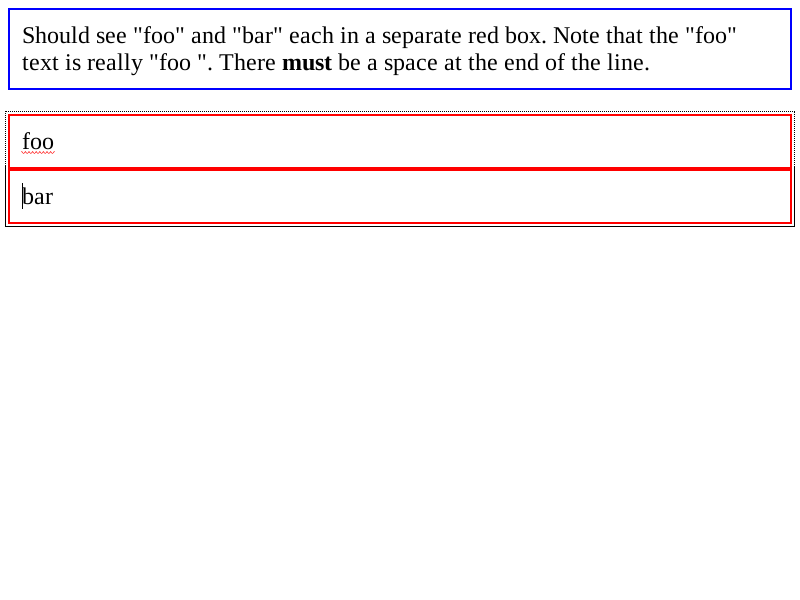 Should see "foo" and "bar" each in a separate red box. Note that the "foo"
text is really "foo ". There must be a space at the end of the line.
foo
bar